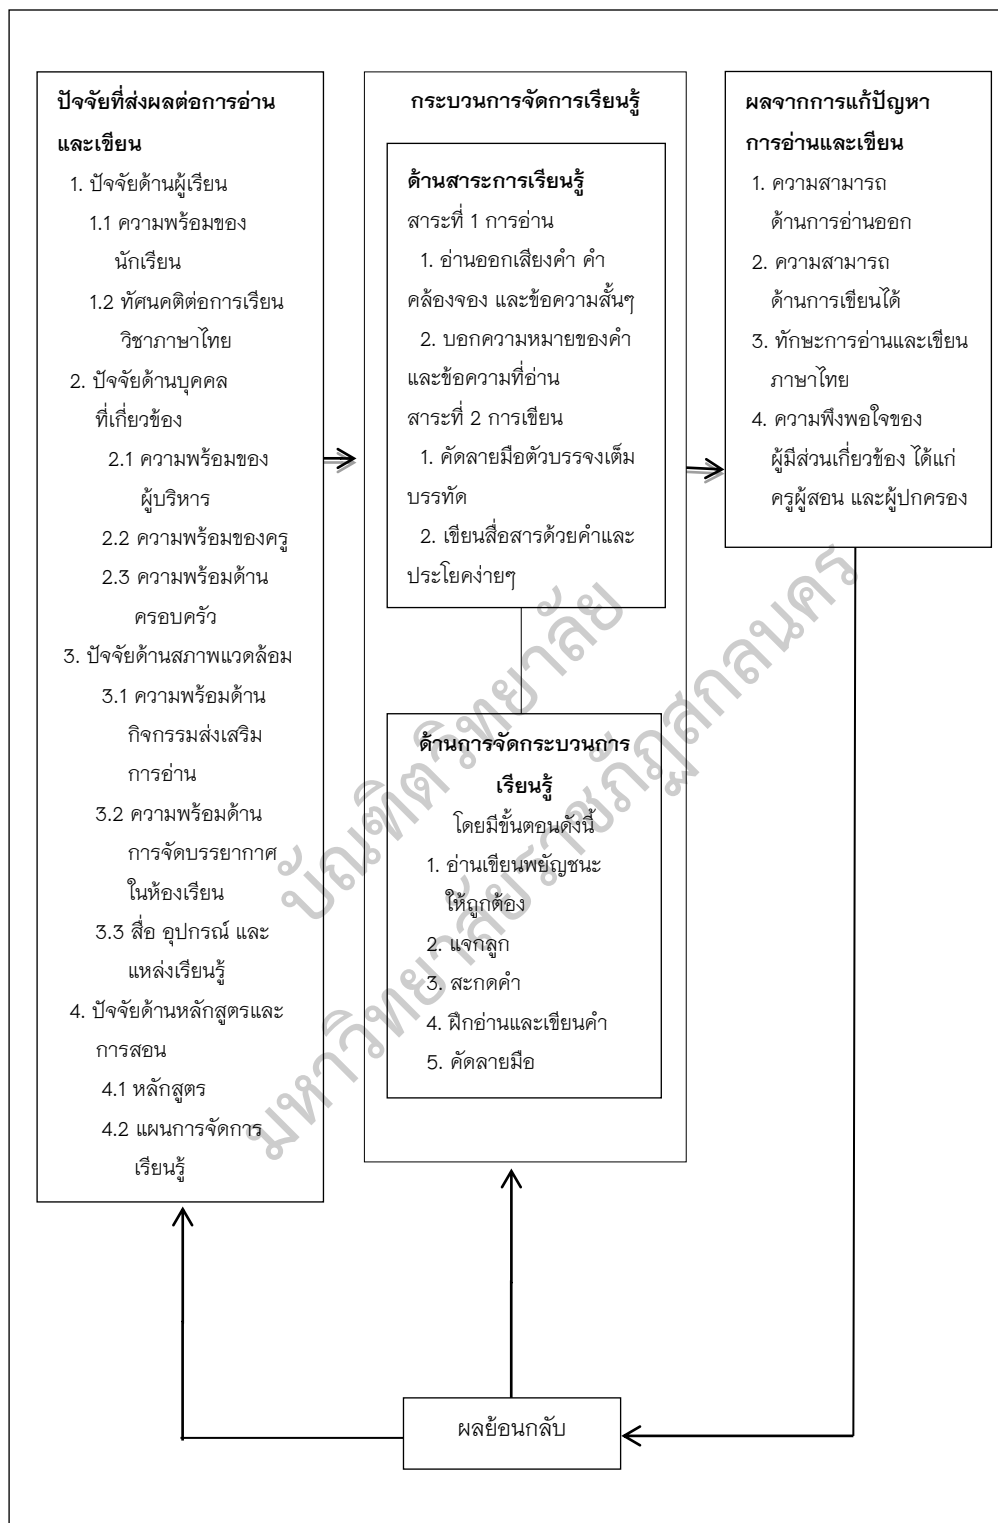 ปัจจัยที่ส่งผลต่อการอ่าน
และเขียน
1. ปัจจัยด้านผู้เรียน
1.1 ความพร้อมของ
นักเรียน
1.2 ทัศนคติต่อการเรียน
วิชาภาษาไทย
2. ปัจจัยด้านบุคคล
ที่เกี่ยวข้อง
2.1 ความพร้อมของ
ผู้บริหาร
2.2 ความพร้อมของครู
2.3 ความพร้อมด้าน
ครอบครัว
3. ปัจจัยด้านสภาพแวดล้อม
3.1 ความพร้อมด้าน
กิจกรรมส่งเสริม
การอ่าน
3.2 ความพร้อมด้าน
การจัดบรรยากาศ
ในห้องเรียน
3.3 สื่อ อุปกรณ์ และ
แหล่งเรียนรู้
4. ปัจจัยด้านหลักสูตรและ
การสอน
4.1 หลักสูตร
4.2 แผนการจัดการ
เรียนรู้
กระบวนการจัดการเรียนรู้
ด้านสาระการเรียนรู้
สาระที่ 1 การอ่าน
1. อ่านออกเสียงคำ คำ
คล้องจอง และข้อความสั้นๆ
2. บอกความหมายของคำ
และข้อความที่อ่าน
สาระที่ 2 การเขียน
1. คัดลายมือตัวบรรจงเต็ม
บรรทัด
2. เขียนสื่อสารด้วยคำและ
ประโยคง่ายๆ
ด้านการจัดกระบวนการ
เรียนรู้
โดยมีขั้นตอนดังนี้
1. อ่านเขียนพยัญชนะ
ให้ถูกต้อง
2. แจกลูก
3. สะกดคำ
4. ฝึกอ่านและเขียนคำ
5. คัดลายมือ
ผลจากการแก้ปัญหา
การอ่านและเขียน
1. ความสามารถ
ด้านการอ่านออก
2. ความสามารถ
ด้านการเขียนได้
3. ทักษะการอ่านและเขียน
ภาษาไทย
4. ความพึงพอใจของ
ผู้มีส่วนเกี่ยวข้อง ได้แก่
ครูผู้สอน และผู้ปกครอง
ผลย้อนกลับ
บัณฑิตวิทยาลัย
มหาวิทยาลัยราชภัฏสกลนคร